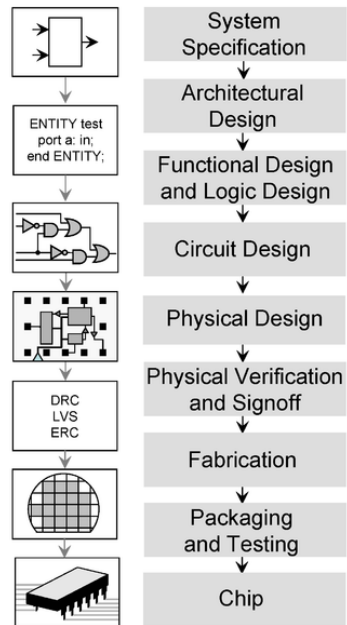 System
Specification
Architectural
Design
ENTITY test
port a: in;
end ENTITY;
Functional Design
and Logic Design
Circuit Design
Physical Design
Physical Verification
and Signoff
DRC
LVS
ERC
Fabrication
Packaging
and Testing
Chip